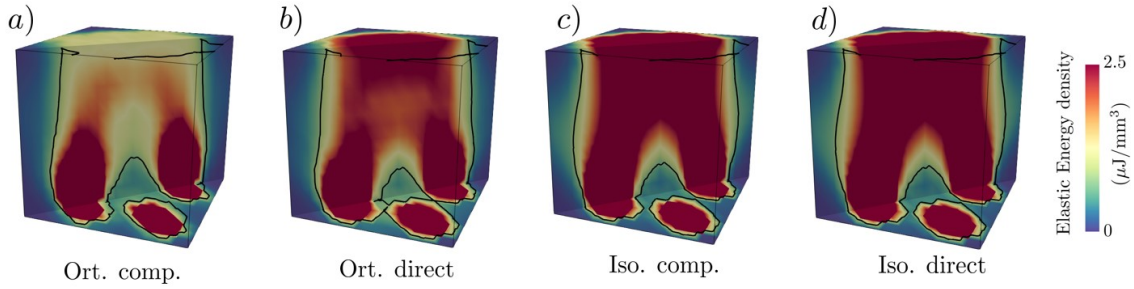 a)
b)
c)
d)
Ort. comp.
Ort. direct
Iso. comp.
Iso. direct
Elastic Energy density
(μJ/mm³)
2.5
0